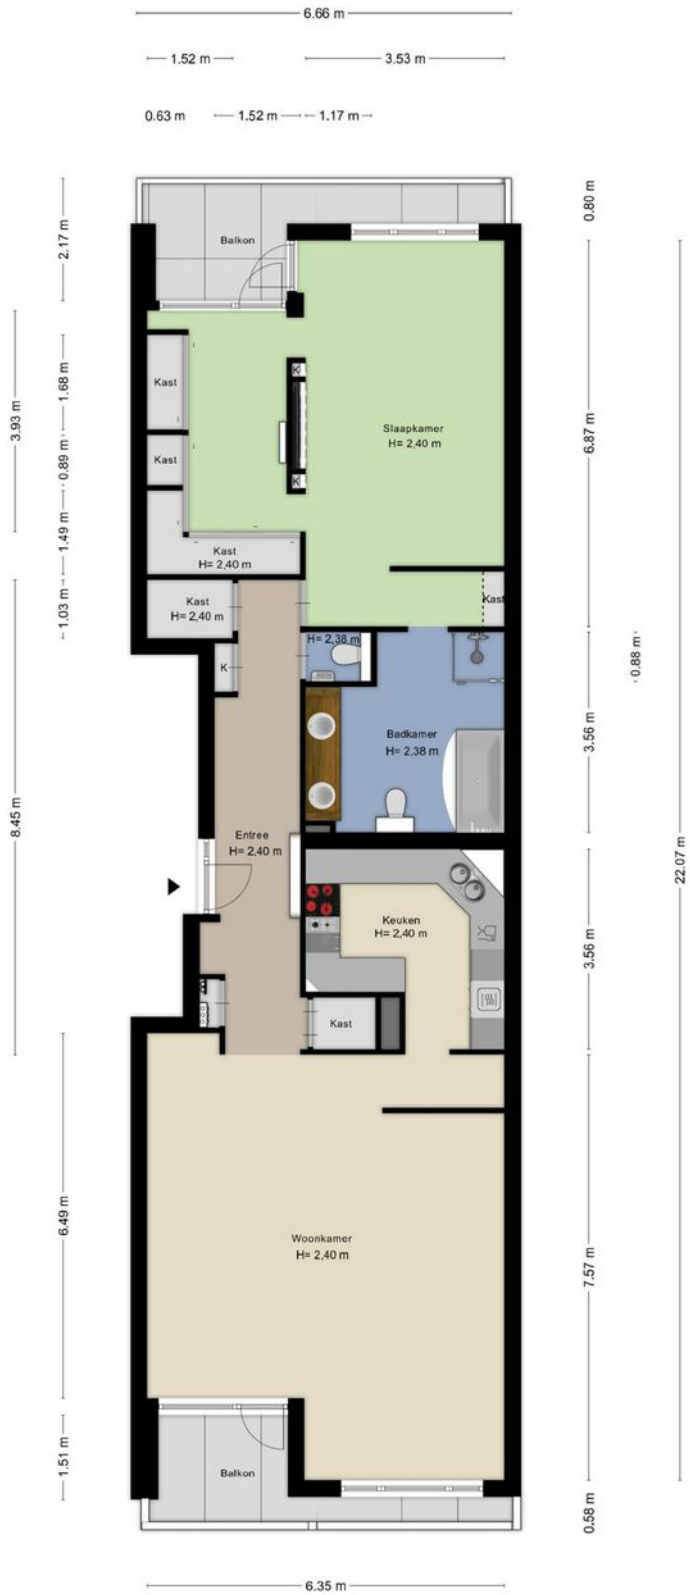 6.66 m
1.52 m
3.53 m
0.63 m
1.52 m
1.17 m
2.17 m
0.80 m
Balkon
3.93 m
1.68 m
Kast
K
Slaapkamer
H= 2,40 m
6.87 m
0.89 m
Kast
K
1.49 m
Kast
H= 2,40 m
1.03 m
Kast
H= 2,40 m
Kast
H= 2,38 m
K
0.88 m
8.45 m
Badkamer
H= 2,38 m
3.56 m
Entree
H= 2,40 m
22.07 m
Keuken
H= 2,40 m
3.56 m
Kast
6.49 m
Woonkamer
H= 2,40 m
7.57 m
1.51 m
Balkon
0.58 m
6.35 m